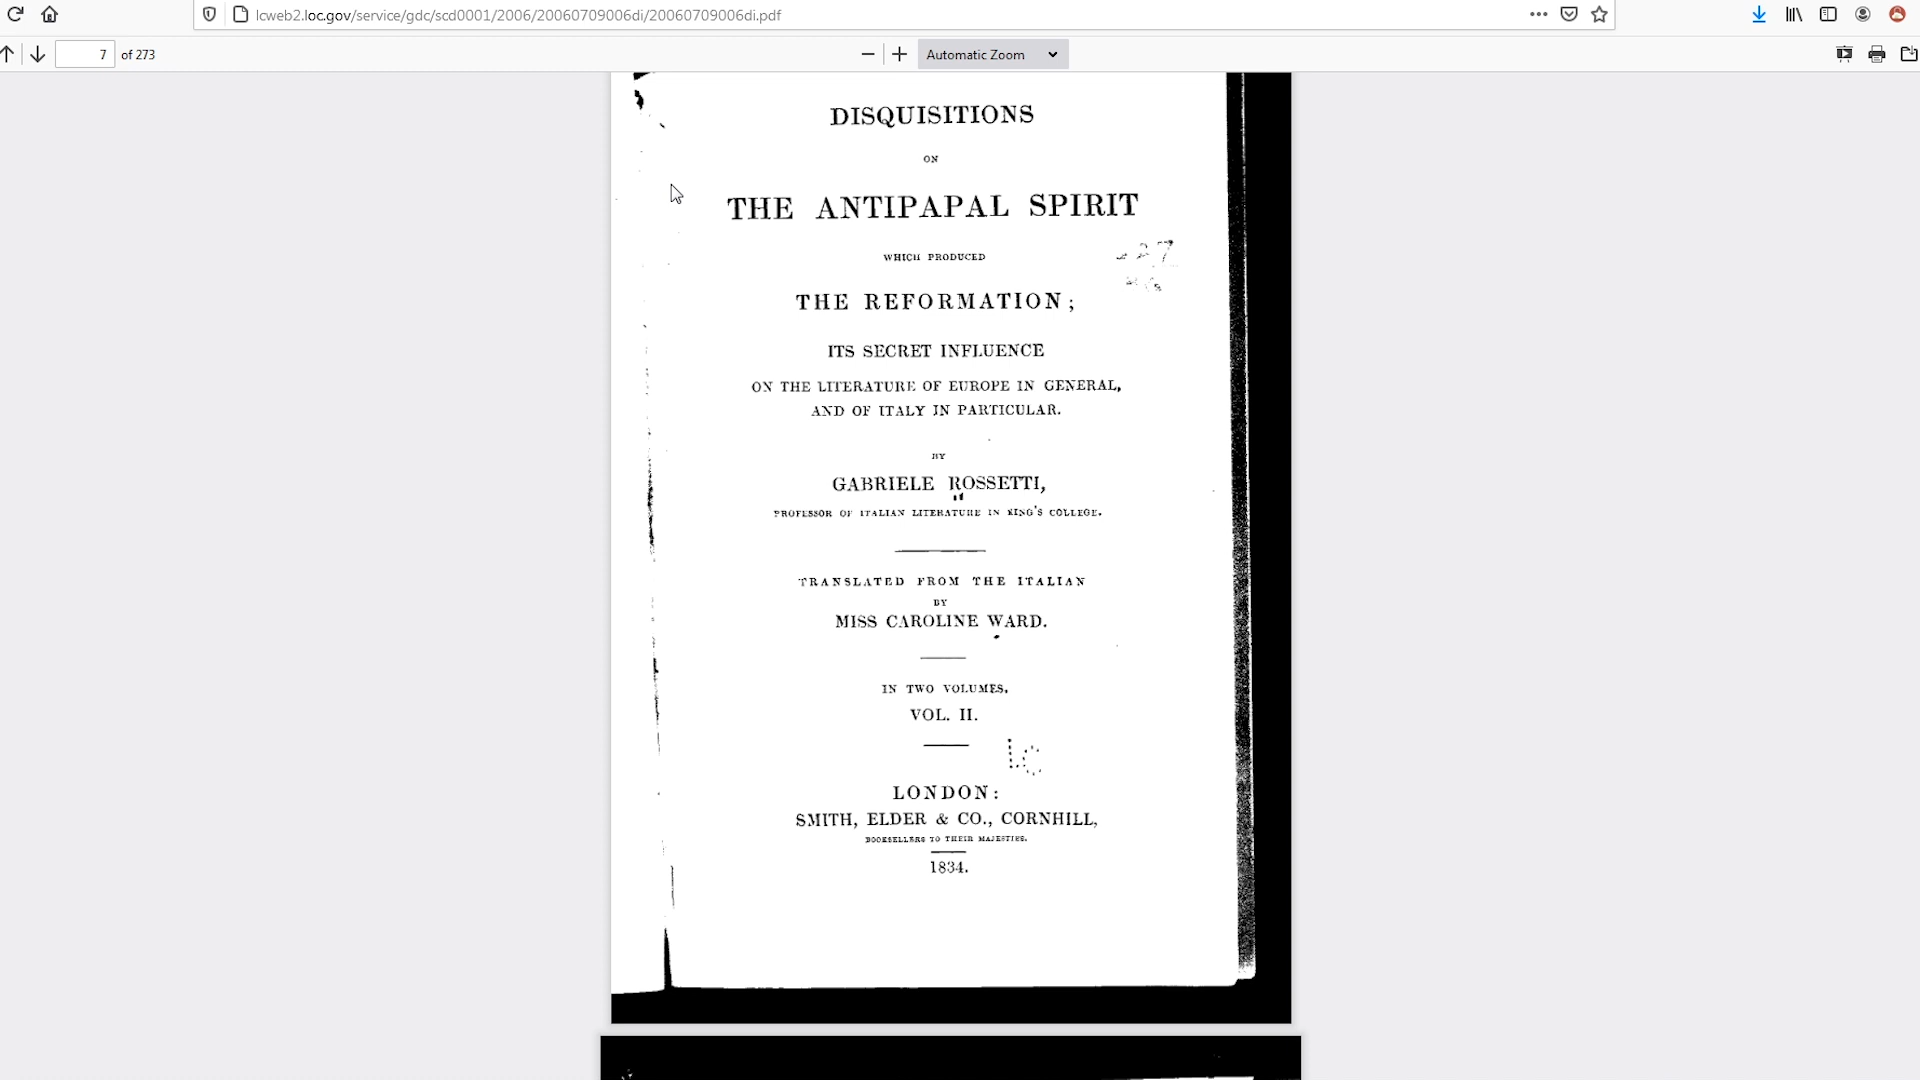 lcweb2.loc.gov/service/gdc/scd0001/2006/20060709006di/20060709006di.pdf
7 of 273
Automatic Zoom
DISQUISITIONS
ON
THE ANTIPAPAL SPIRIT
WHICH PRODUCED
THE REFORMATION;
ITS SECRET INFLUENCE
ON THE LITERATURE OF EUROPE IN GENERAL,
AND OF ITALY IN PARTICULAR.
BY
GABRIELE ROSSETTI,
PROFESSOR OF ITALIAN LITERATURE IN KING'S COLLEGE.
TRANSLATED FROM THE ITALIAN
BY
MISS CAROLINE WARD.
IN TWO VOLUMES.
VOL. II.
LC
LONDON:
SMITH, ELDER & CO., CORNHILL,
BOOKSELLERS TO THEIR MAJESTIES.
1834.